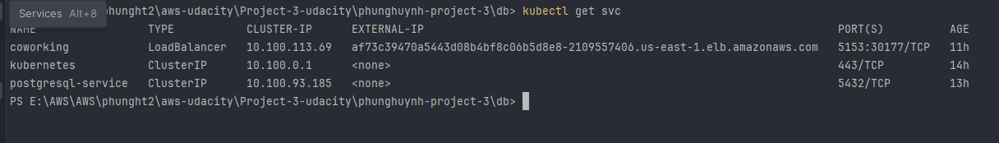 Services Alt+8
\phunght2\aws-udacity\Project-3-udacity\phunghuynh-project-3\db> kubectl get svc
NAME TYPE CLUSTER-IP EXTERNAL-IP PORT(S) AGE
coworking LoadBalancer 10.100.113.69 af73c39470a5443d08b4bf8c06b5d8e8-2109557406.us-east-1.elb.amazonaws.com 5153:30177/TCP 11h
kubernetes ClusterIP 10.100.0.1 <none> 443/TCP 14h
postgresql-service ClusterIP 10.100.93.185 <none> 5432/TCP 13h
PS E:\AWS\AWS\phunght2\aws-udacity\Project-3-udacity\phunghuynh-project-3\db>